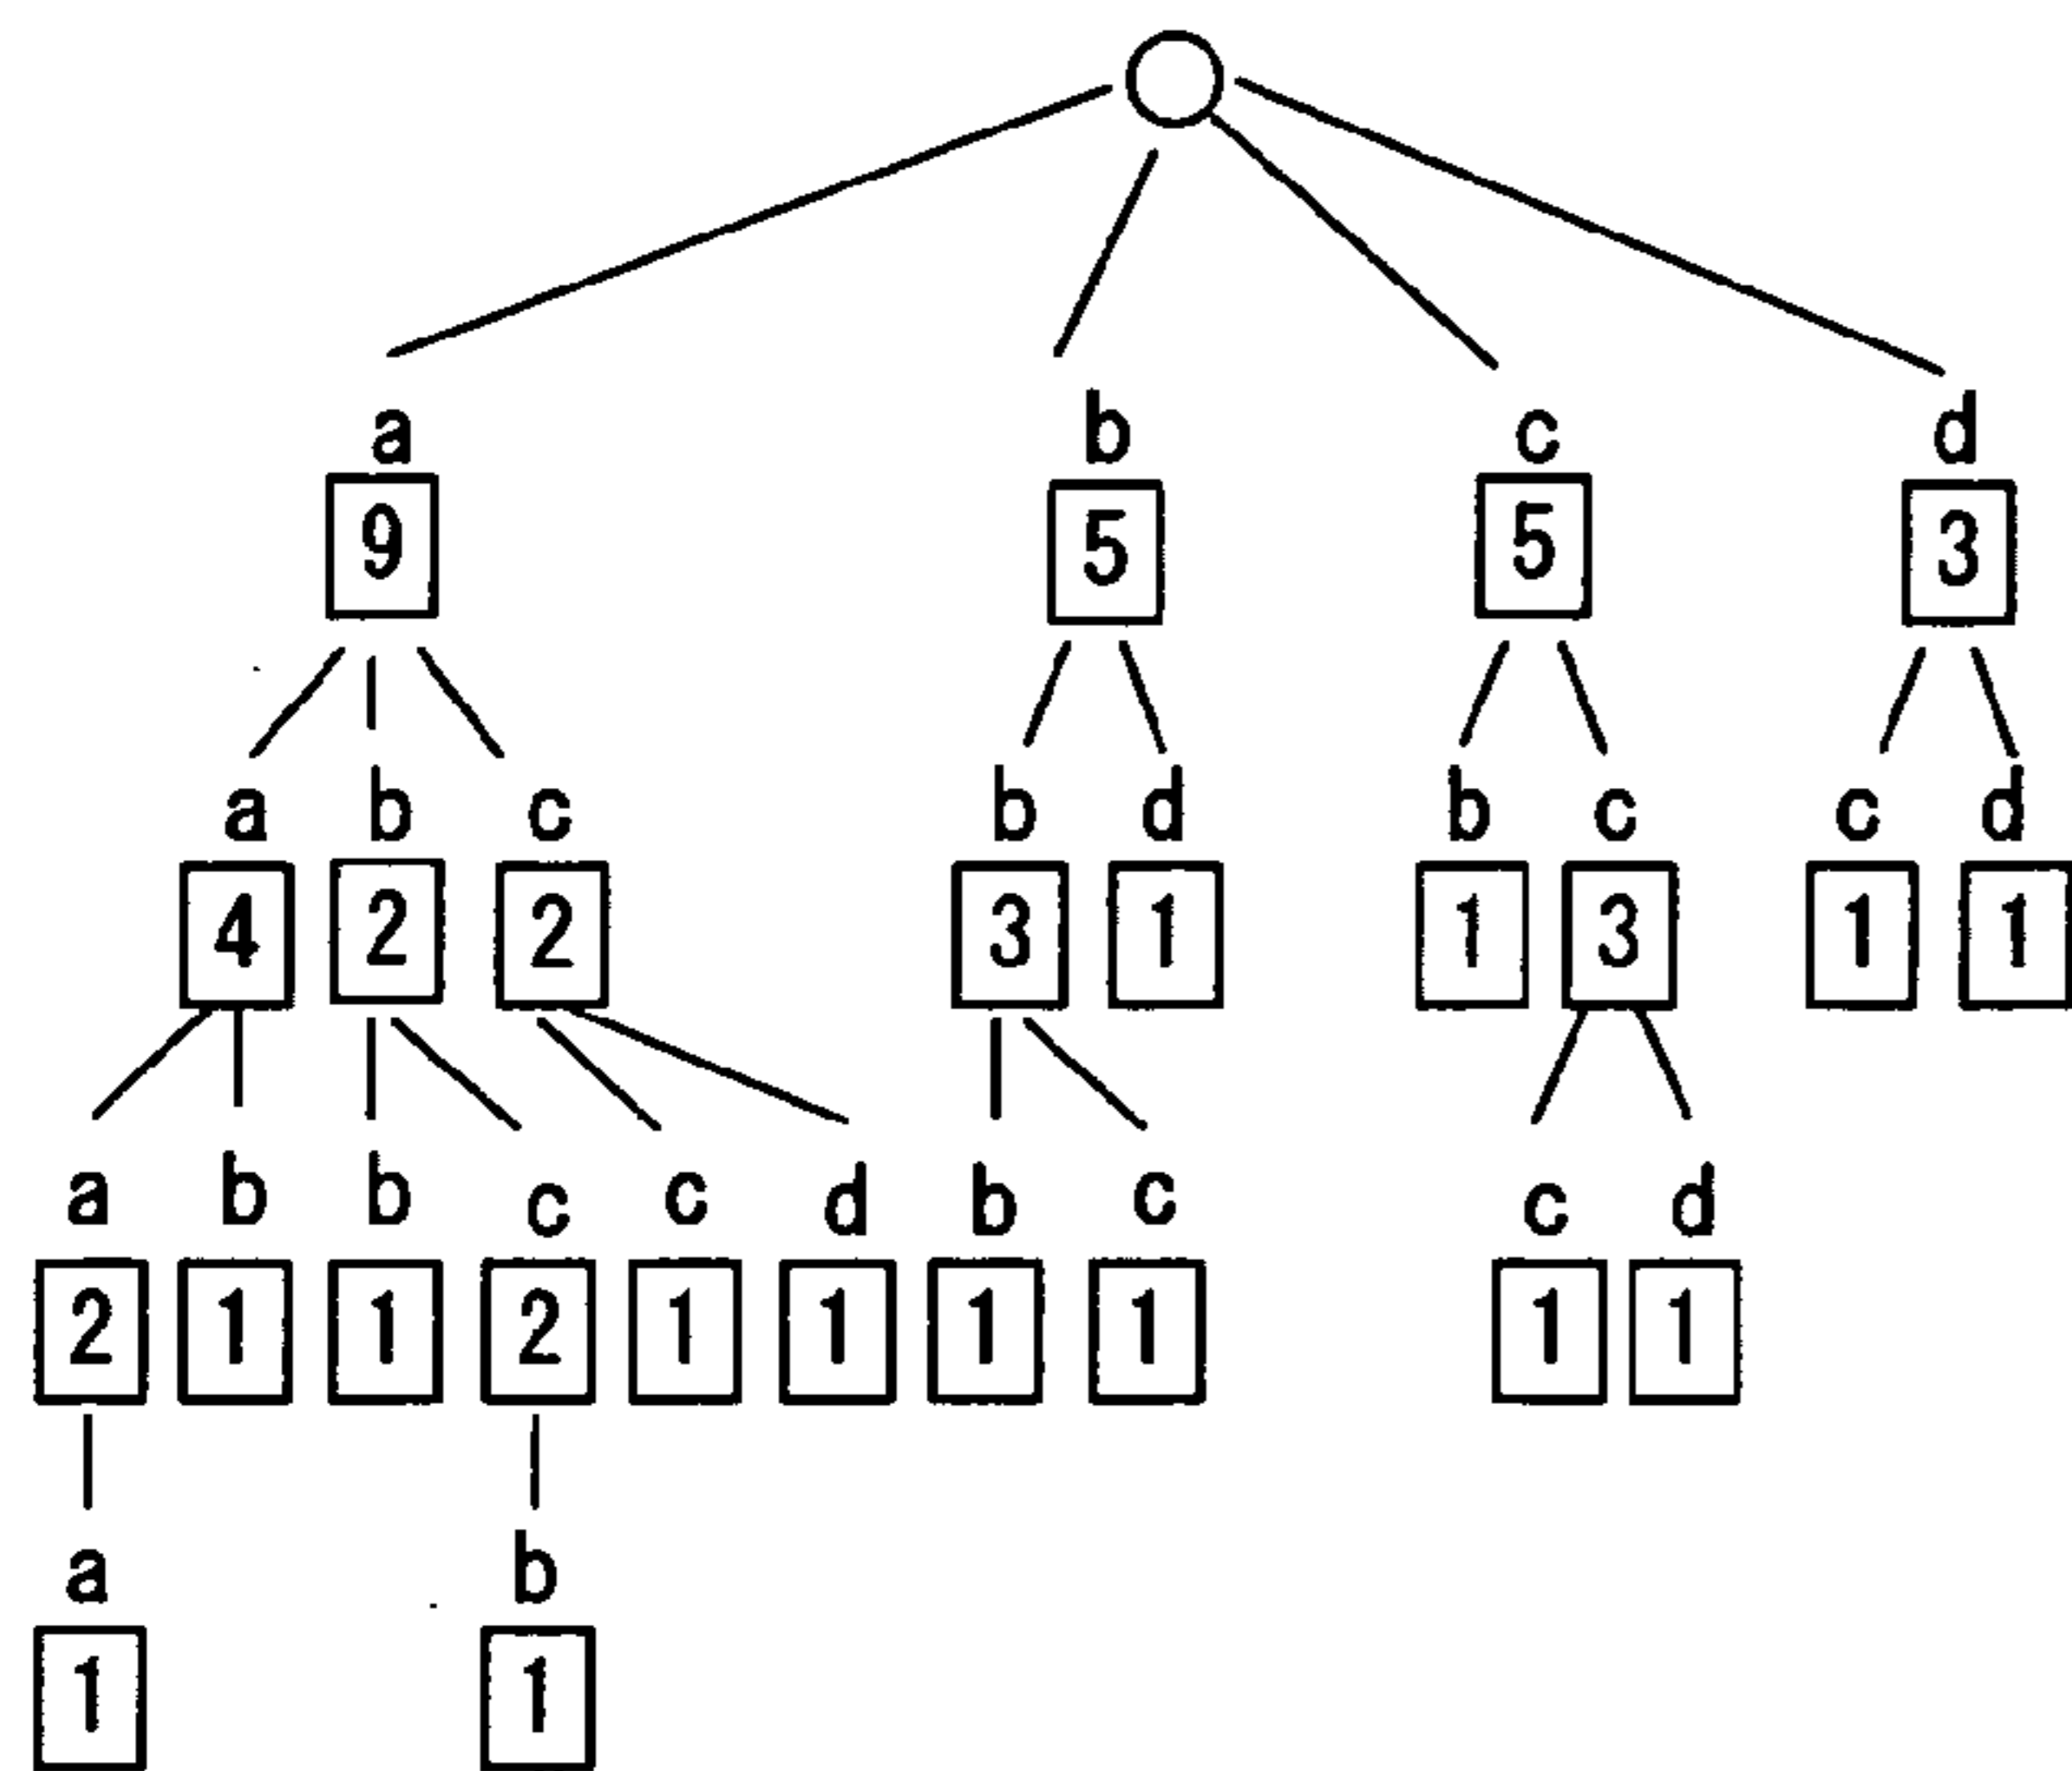 a b c d
9 5 5 3
a b c b d b c c d
4 2 2 3 1 1 3 1 1
a b b c c d b c c d
2 1 1 2 1 1 1 1 1 1
a b
1 1